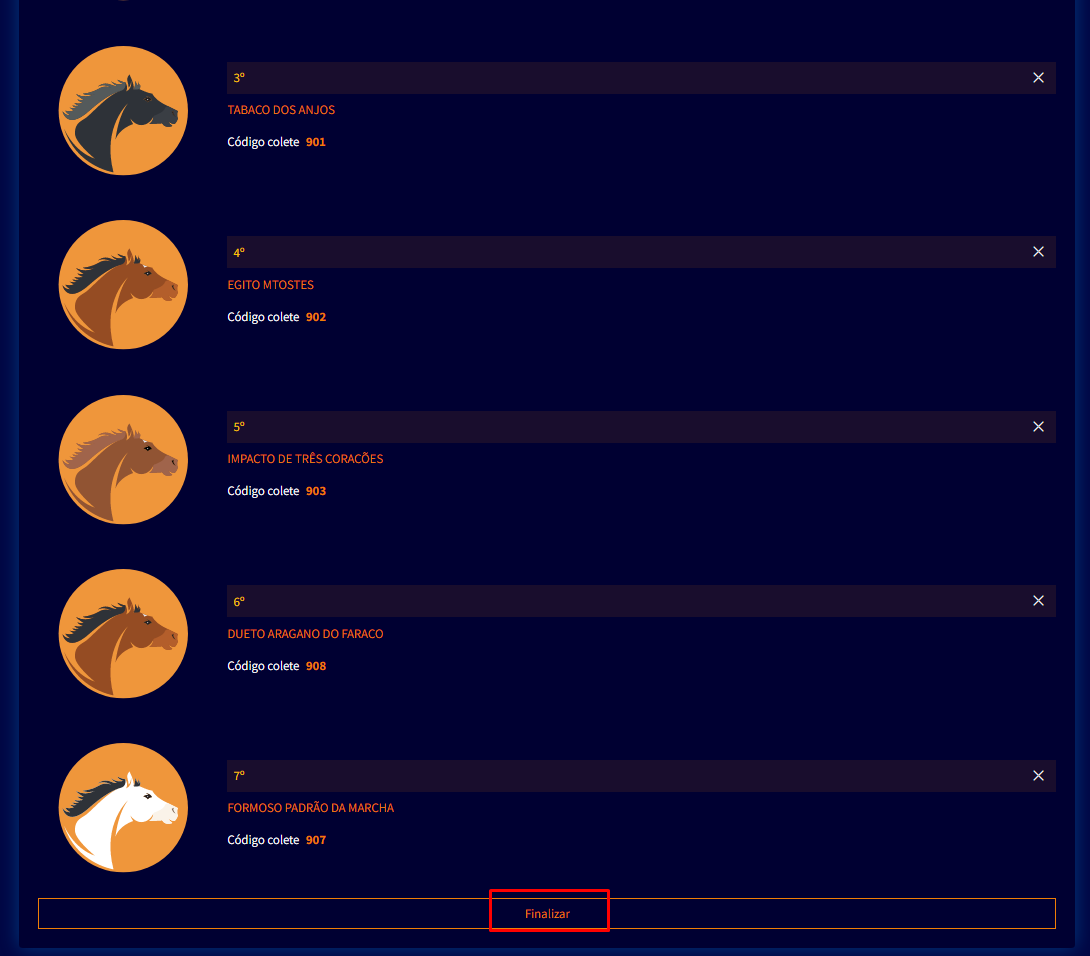 3º
TABACO DOS ANJOS
Código colete 901
4º
EGITO MTOSTES
Código colete 902
5º
IMPACTO DE TRÊS CORACÕES
Código colete 903
6º
DUETO ARAGANO DO FARACO
Código colete 908
7º
FORMOSO PADRÃO DA MARCHA
Código colete 907
Finalizar